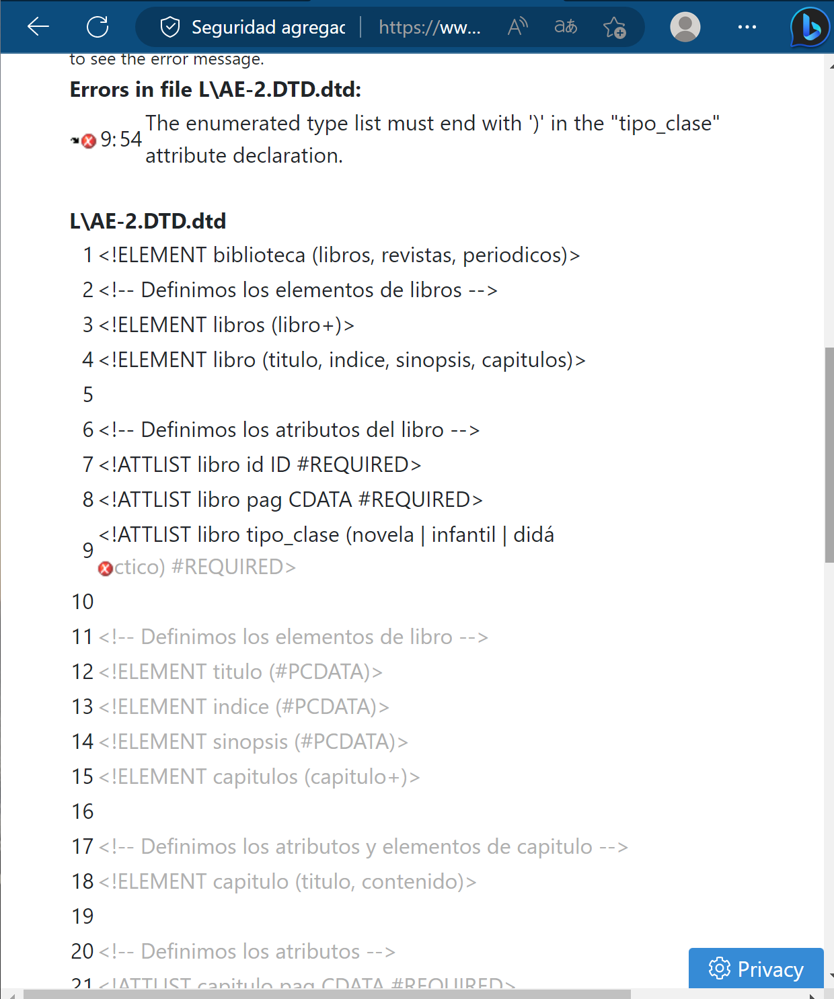 Seguridad agregac https://ww...
to see the error message.
Errors in file L\AE-2.DTD.dtd:
9:54 The enumerated type list must end with ')' in the "tipo_clase"
attribute declaration.
L\AE-2.DTD.dtd
1 <!ELEMENT biblioteca (libros, revistas, periodicos)>
2 <!-- Definimos los elementos de libros -->
3 <!ELEMENT libros (libro+)>
4 <!ELEMENT libro (titulo, indice, sinopsis, capitulos)>
5
6 <!-- Definimos los atributos del libro -->
7 <!ATTLIST libro id ID #REQUIRED>
8 <!ATTLIST libro pag CDATA #REQUIRED>
9 <!ATTLIST libro tipo_clase (novela | infantil | didá
ctico) #REQUIRED>
10
11 <!-- Definimos los elementos de libro -->
12 <!ELEMENT titulo (#PCDATA)>
13 <!ELEMENT indice (#PCDATA)>
14 <!ELEMENT sinopsis (#PCDATA)>
15 <!ELEMENT capitulos (capitulo+)>
16
17 <!-- Definimos los atributos y elementos de capitulo -->
18 <!ELEMENT capitulo (titulo, contenido)>
19
20 <!-- Definimos los atributos -->
21 <!ATTLIST capitulo pag CDATA #REQUIRED>
Privacy